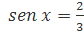 sen x = 2/3